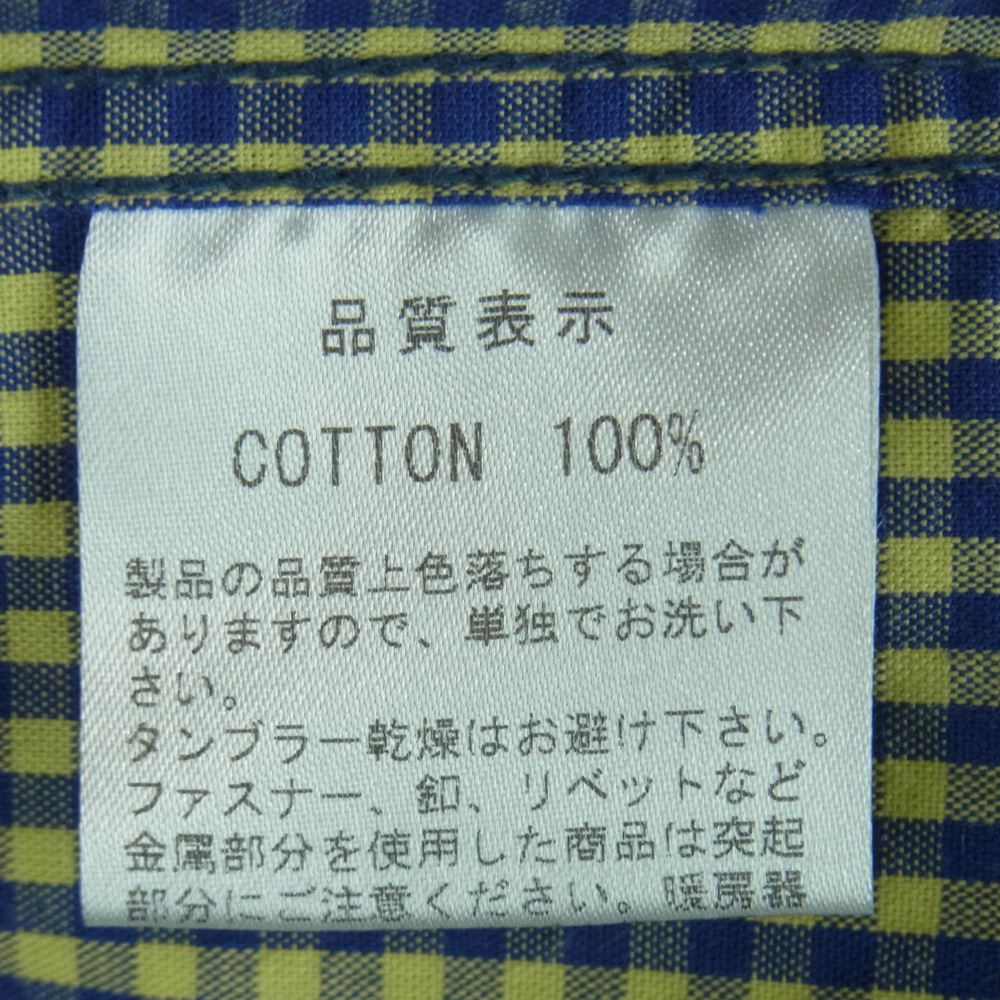 品質表示
COTTON 100%
製品の品質上色落ちする場合が
ありますので、単独でお洗い下
さい。
タンブラー乾燥はお避け下さい。
ファスナー、釦、リベットなど
金属部分を使用した商品は突起
部分にご注意ください。暖房器